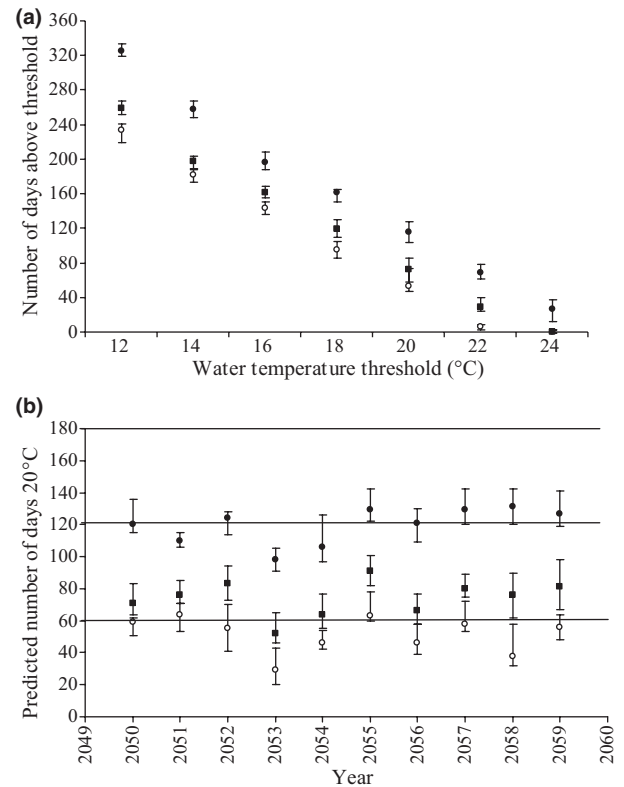 (a)
360
320
280
240
200
160
120
80
40
0
Number of days above threshold
12 14 16 18 20 22 24
Water temperature threshold (°C)
(b)
180
160
140
120
100
80
60
40
20
0
Predicted number of days 20°C
2049 2050 2051 2052 2053 2054 2055 2056 2057 2058 2059 2060
Year